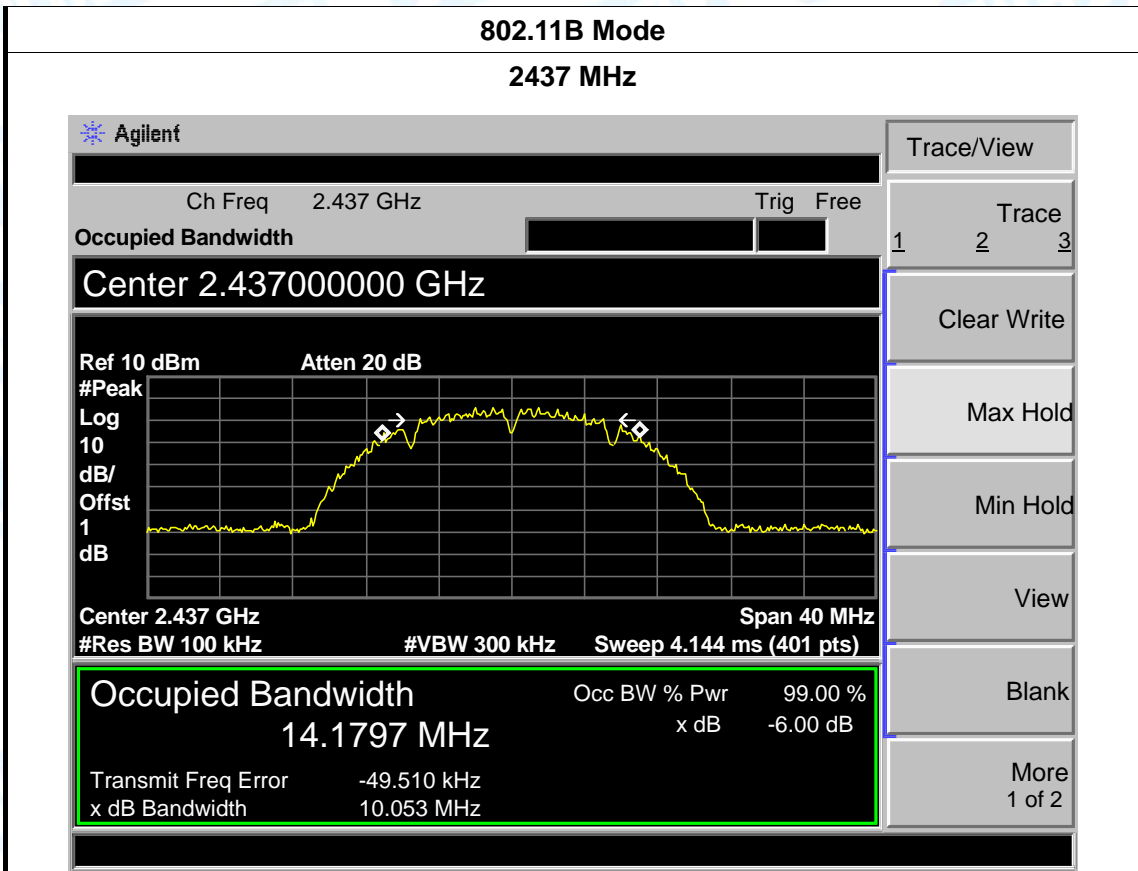 802.11B Mode
2437 MHz
Agilent
Trace/View
Ch Freq 2.437 GHz Trig Free
Occupied Bandwidth
Trace
1 2 3
Center 2.437000000 GHz
Clear Write
Ref 10 dBm Atten 20 dB
#Peak
Log
10
dB/
Offst
1
dB
Max Hold
Min Hold
View
Center 2.437 GHz Span 40 MHz
#Res BW 100 kHz #VBW 300 kHz Sweep 4.144 ms (401 pts)
Occupied Bandwidth Occ BW % Pwr 99.00 %
14.1797 MHz x dB -6.00 dB
Blank
Transmit Freq Error -49.510 kHz
x dB Bandwidth 10.053 MHz
More
1 of 2